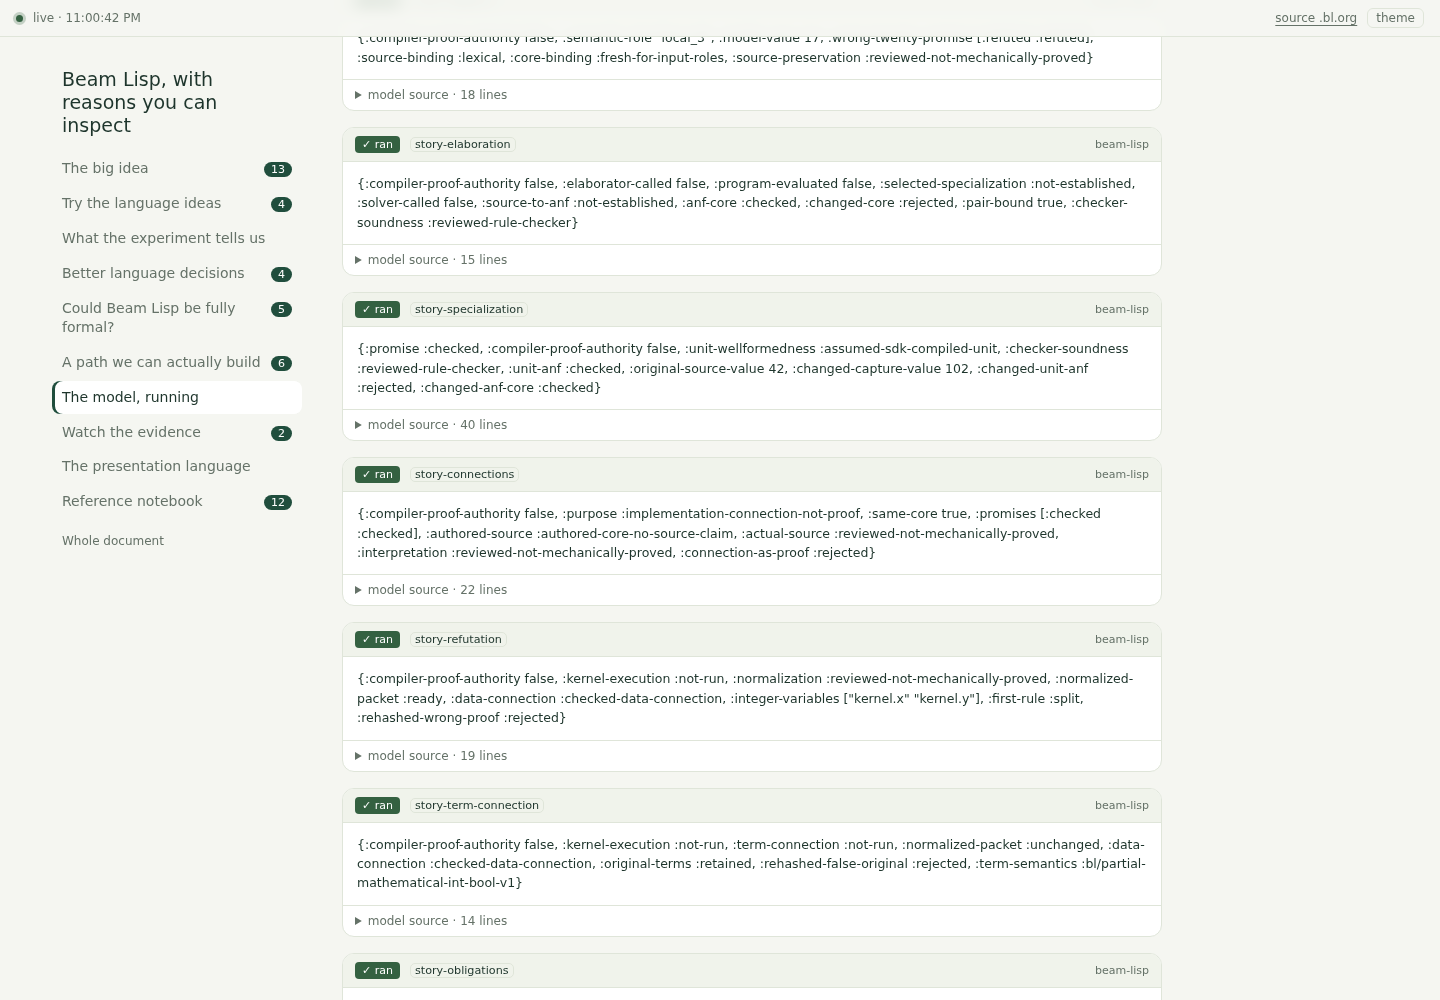 live · 11:00:42 PM
source .bl.org
theme
Beam Lisp, with
reasons you can
inspect
The big idea 13
Try the language ideas 4
What the experiment tells us
Better language decisions 4
Could Beam Lisp be fully 5
formal?
A path we can actually build 6
The model, running
Watch the evidence 2
The presentation language
Reference notebook 12
Whole document
{:compiler-proof-authority false, :semantic-role "local_3", :model-value 17, :wrong-twenty-promise [:refuted :refuted],
:source-binding :lexical, :core-binding :fresh-for-input-roles, :source-preservation :reviewed-not-mechanically-proved}
▶ model source · 18 lines
✓ ran story-elaboration beam-lisp
{:compiler-proof-authority false, :elaborator-called false, :program-evaluated false, :selected-specialization :not-established,
:solver-called false, :source-to-anf :not-established, :anf-core :checked, :changed-core :rejected, :pair-bound true, :checker-
soundness :reviewed-rule-checker}
▶ model source · 15 lines
✓ ran story-specialization beam-lisp
{:promise :checked, :compiler-proof-authority false, :unit-wellformedness :assumed-sdk-compiled-unit, :checker-soundness
:reviewed-rule-checker, :unit-anf :checked, :original-source-value 42, :changed-capture-value 102, :changed-unit-anf
:rejected, :changed-anf-core :checked}
▶ model source · 40 lines
✓ ran story-connections beam-lisp
{:compiler-proof-authority false, :purpose :implementation-connection-not-proof, :same-core true, :promises [:checked
:checked], :authored-source :authored-core-no-source-claim, :actual-source :reviewed-not-mechanically-proved,
:interpretation :reviewed-not-mechanically-proved, :connection-as-proof :rejected}
▶ model source · 22 lines
✓ ran story-refutation beam-lisp
{:compiler-proof-authority false, :kernel-execution :not-run, :normalization :reviewed-not-mechanically-proved, :normalized-
packet :ready, :data-connection :checked-data-connection, :integer-variables ["kernel.x" "kernel.y"], :first-rule :split,
:rehashed-wrong-proof :rejected}
▶ model source · 19 lines
✓ ran story-term-connection beam-lisp
{:compiler-proof-authority false, :kernel-execution :not-run, :term-connection :not-run, :normalized-packet :unchanged, :data-
connection :checked-data-connection, :original-terms :retained, :rehashed-false-original :rejected, :term-semantics :bl/partial-
mathematical-int-bool-v1}
▶ model source · 14 lines
✓ ran story-obligations beam-lisp